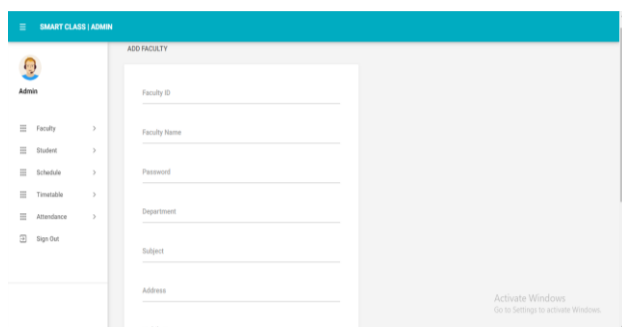 SMART CLASS | ADMIN
ADD FACULTY
Admin
Faculty
Student
Schedule
Timetable
Attendance
Sign Out
Faculty ID
Faculty Name
Password
Department
Subject
Address
Activate Windows
Go to Settings to activate Windows.